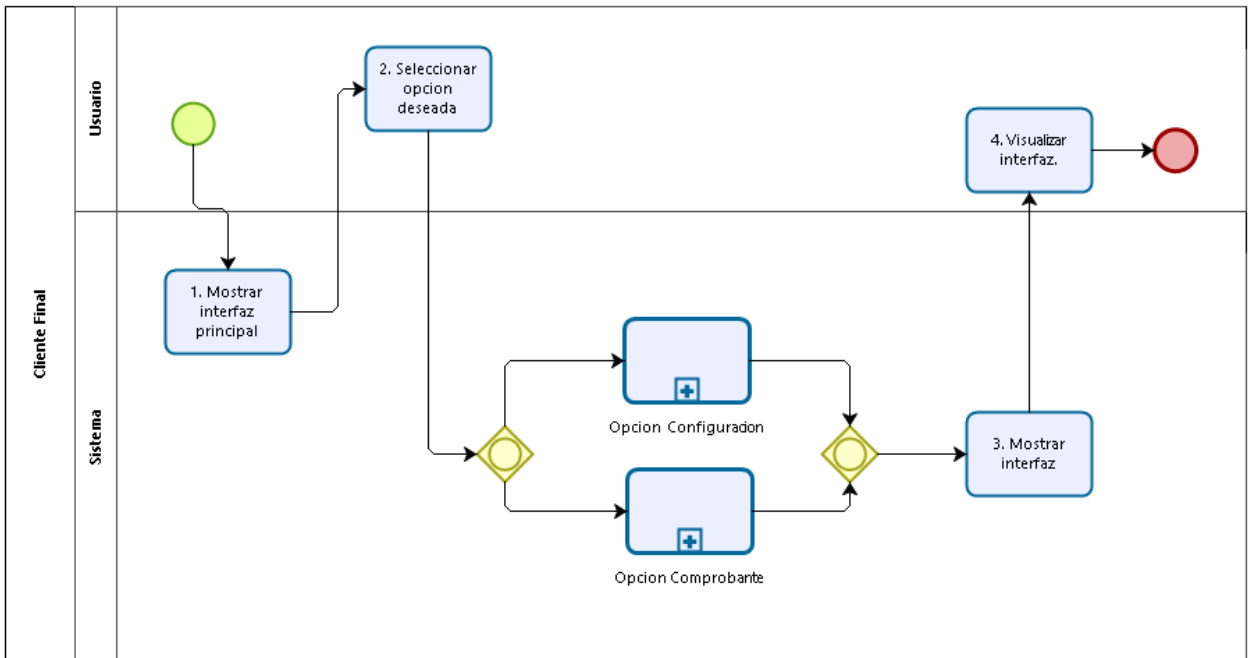 Cliente Final
Usuario
Sistema
2. Seleccionar
opcion
deseada
4. Visualizar
interfaz.
1. Mostrar
interfaz
principal
Opcion Configuracion
3. Mostrar
interfaz
Opcion Comprobante